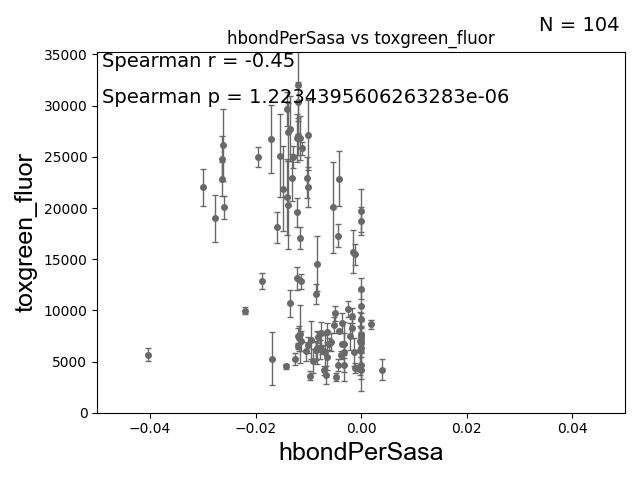 N = 104
hbondPerSasa vs toxgreen_fluor
Spearman r = -0.45
Spearman p = 1.2234395606263283e-06
35000
30000
25000
20000
15000
10000
5000
0
toxgreen_fluor
−0.04
−0.02
0.00
0.02
0.04
hbondPerSasa